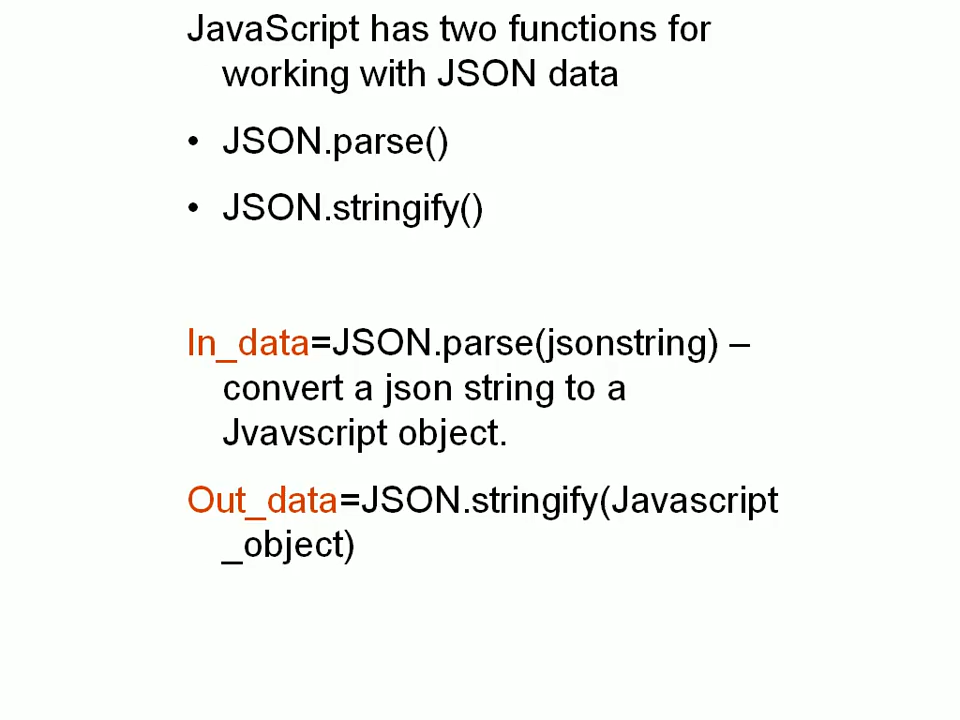 JavaScript has two functions for
working with JSON data
• JSON.parse()
• JSON.stringify()
In_data=JSON.parse(jsonstring) –
convert a json string to a
Jvavscript object.
Out_data=JSON.stringify(Javascript
_object)